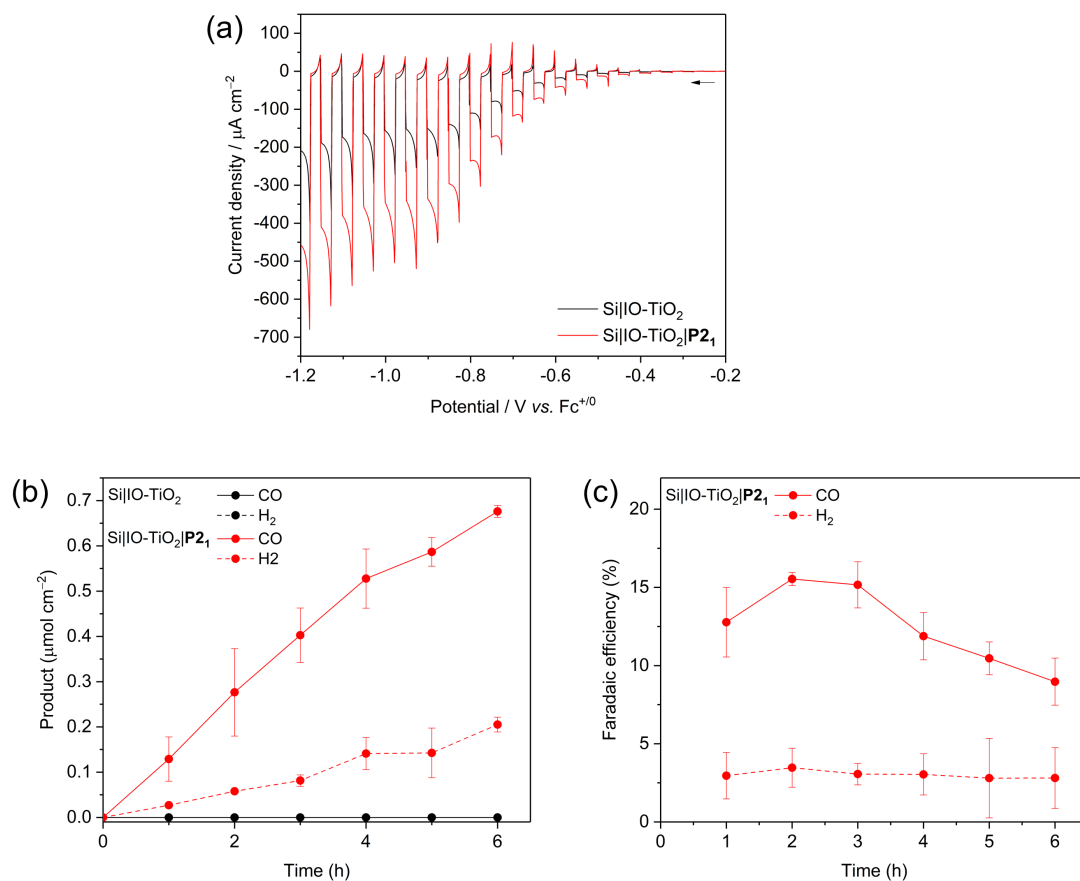 (a)
100
0
-100
-200
-300
-400
-500
-600
-700
Current density / μA cm⁻²
Si|IO-TiO₂
Si|IO-TiO₂|P2₁
-1.2
-1.0
-0.8
-0.6
-0.4
-0.2
Potential / V vs. Fc⁺/⁰
(b)
Si|IO-TiO₂
CO
H₂
Si|IO-TiO₂|P2₁
CO
H2
0.7
0.6
0.5
0.4
0.3
0.2
0.1
0.0
Product (μmol cm⁻²)
0
2
4
6
Time (h)
(c)
Si|IO-TiO₂|P2₁
CO
H₂
20
15
10
5
0
Faradaic efficiency (%)
0
1
2
3
4
5
6
Time (h)